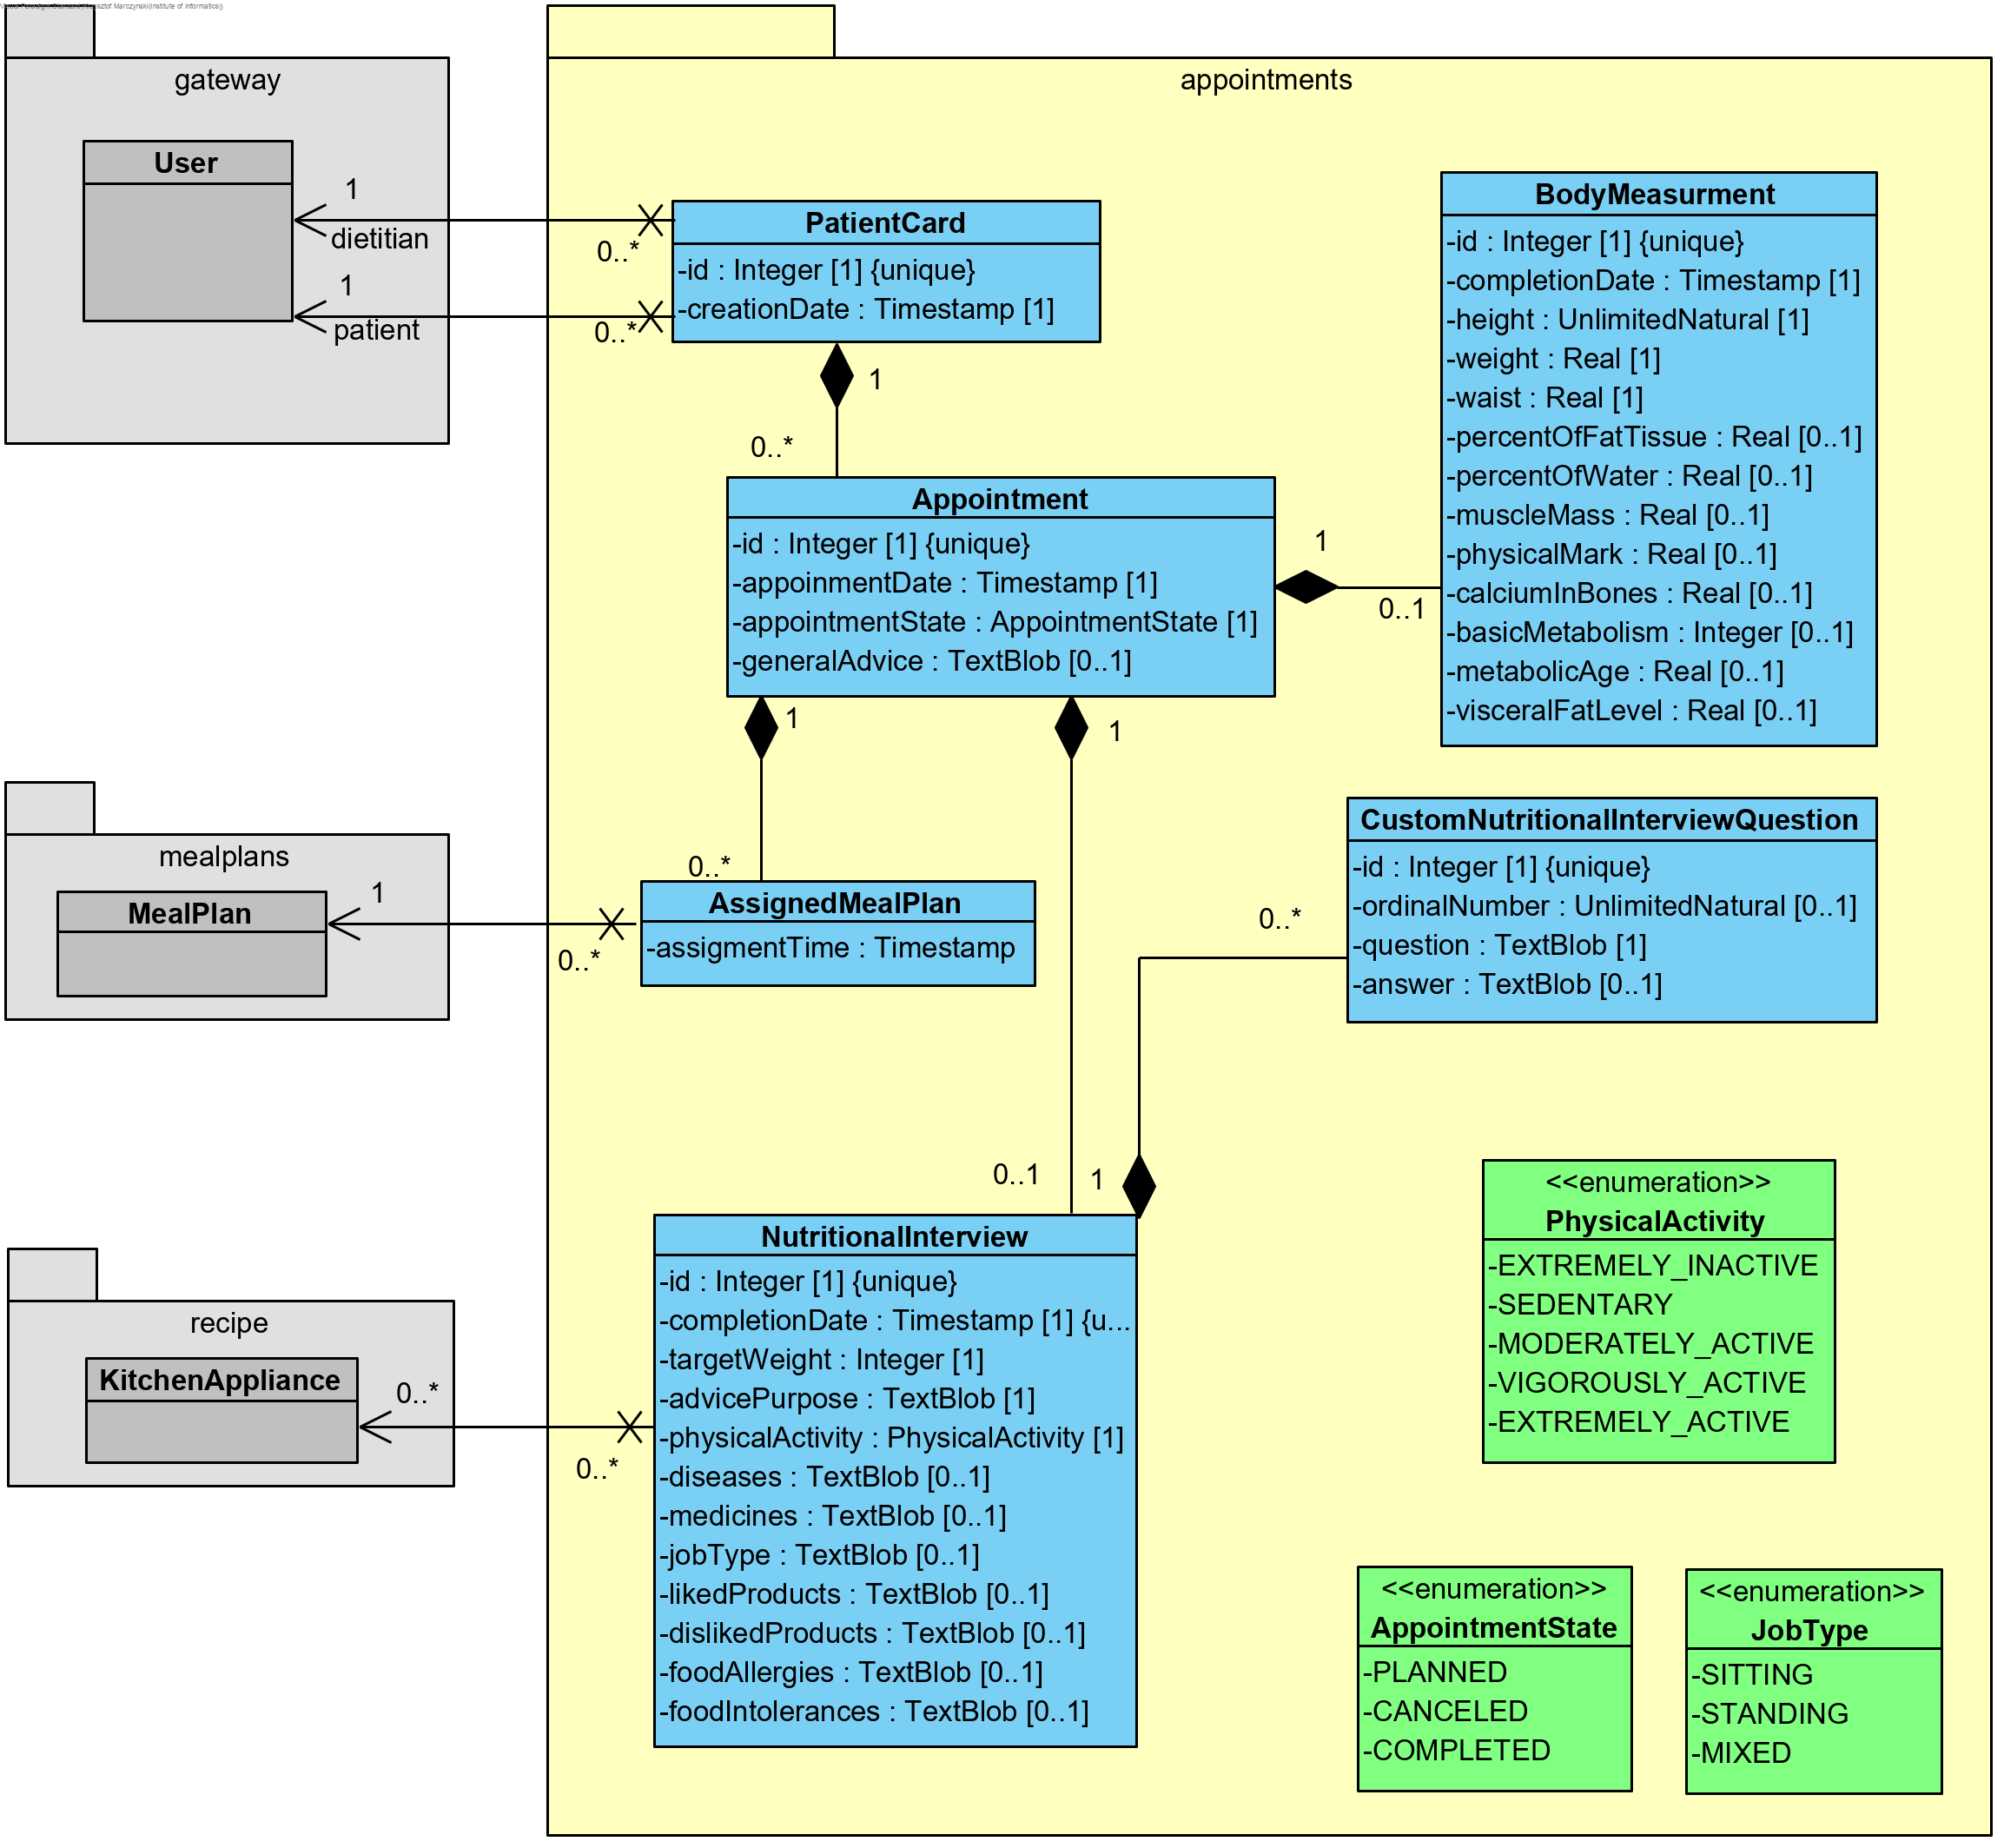 gateway
User
1
dietitian
0..*
1
patient
0..*
appointments
PatientCard
-id : Integer [1] {unique}
-creationDate : Timestamp [1]
1
0..*
Appointment
-id : Integer [1] {unique}
-appoinmentDate : Timestamp [1]
-appointmentState : AppointmentState [1]
-generalAdvice : TextBlob [0..1]
1
0..1
BodyMeasurment
-id : Integer [1] {unique}
-completionDate : Timestamp [1]
-height : UnlimitedNatural [1]
-weight : Real [1]
-waist : Real [1]
-percentOfFatTissue : Real [0..1]
-percentOfWater : Real [0..1]
-muscleMass : Real [0..1]
-physicalMark : Real [0..1]
-calciumInBones : Real [0..1]
-basicMetabolism : Integer [0..1]
-metabolicAge : Real [0..1]
-visceralFatLevel : Real [0..1]
1
1
0..*
mealplans
MealPlan
1
0..*
AssignedMealPlan
-assigmentTime : Timestamp
CustomNutritionalInterviewQuestion
-id : Integer [1] {unique}
-ordinalNumber : UnlimitedNatural [0..1]
-question : TextBlob [1]
-answer : TextBlob [0..1]
0..*
0..1
1
recipe
KitchenAppliance
0..*
0..*
NutritionalInterview
-id : Integer [1] {unique}
-completionDate : Timestamp [1] {u...
-targetWeight : Integer [1]
-advicePurpose : TextBlob [1]
-physicalActivity : PhysicalActivity [1]
-diseases : TextBlob [0..1]
-medicines : TextBlob [0..1]
-jobType : TextBlob [0..1]
-likedProducts : TextBlob [0..1]
-dislikedProducts : TextBlob [0..1]
-foodAllergies : TextBlob [0..1]
-foodIntolerances : TextBlob [0..1]
<<enumeration>>
PhysicalActivity
-EXTREMELY_INACTIVE
-SEDENTARY
-MODERATELY_ACTIVE
-VIGOROUSLY_ACTIVE
-EXTREMELY_ACTIVE
<<enumeration>>
AppointmentState
-PLANNED
-CANCELED
-COMPLETED
<<enumeration>>
JobType
-SITTING
-STANDING
-MIXED